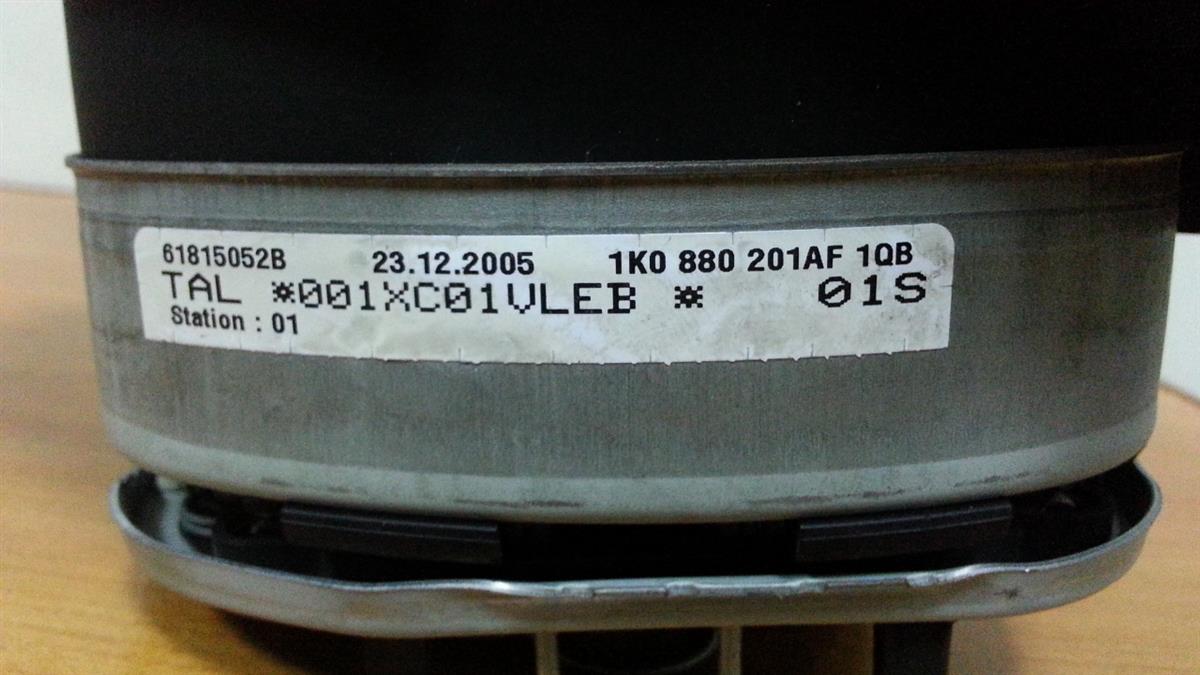 61815052B 23.12.2005 1K0 880 201AF 1QB
TAL *001XC01VLEB * 01S
Station : 01